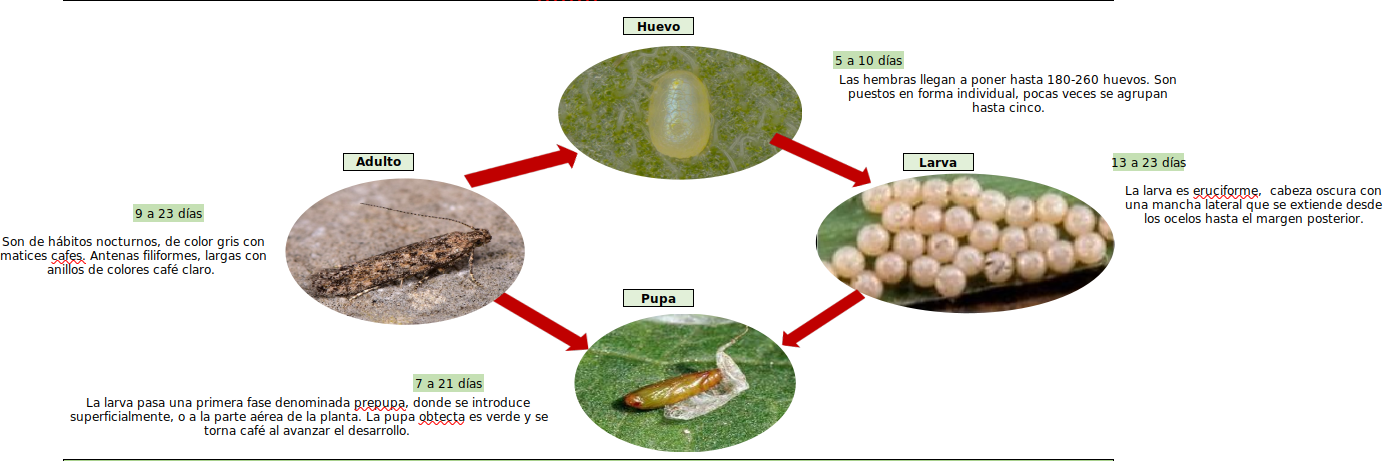 Huevo
5 a 10 días
Las hembras llegan a poner hasta 180-260 huevos. Son
puestos en forma individual, pocas veces se agrupan
hasta cinco.
Adulto
Larva
13 a 23 días
La larva es eruciforme, cabeza oscura con
una mancha lateral que se extiende desde
los ocelos hasta el margen posterior.
9 a 23 días
Son de hábitos nocturnos, de color gris con
matices cafes. Antenas filiformes, largas con
anillos de colores café claro.
Pupa
7 a 21 días
La larva pasa una primera fase denominada prepupa, donde se introduce
superficialmente, o a la parte aérea de la planta. La pupa obtecta es verde y se
torna café al avanzar el desarrollo.